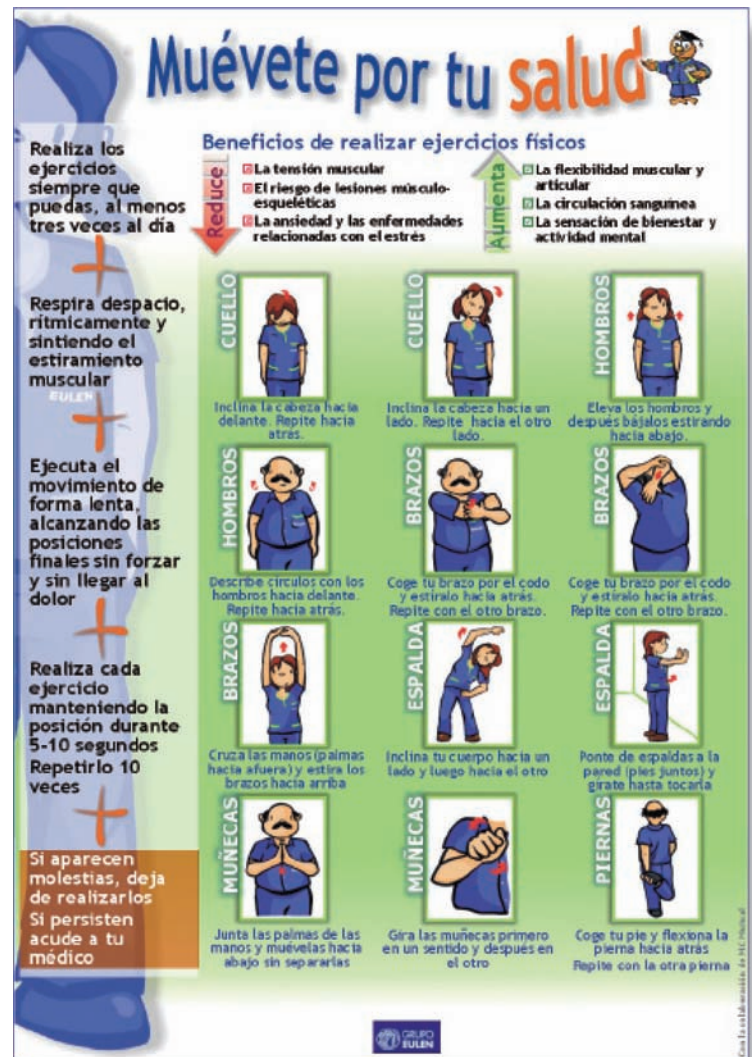 Muévete por tu salud
Beneficios de realizar ejercicios físicos
Reduce
La tensión muscular
El riesgo de lesiones músculo-
esqueléticas
La ansiedad y las enfermedades
relacionadas con el estrés
Aumenta
La flexibilidad muscular y
articular
La circulación sanguínea
La sensación de bienestar y
actividad mental
Realiza los
ejercicios
siempre que
puedas, al menos
tres veces al día
+
Respira despacio,
rítmicamente y
sintiendo el
estiramiento
muscular
EULEN
+
Ejecuta el
movimiento de
forma lenta,
alcanzando las
posiciones
finales sin forzar
y sin llegar al
dolor
+
Realiza cada
ejercicio
manteniendo la
posición durante
5-10 segundos
Repetirlo 10
veces
+
Si aparecen
molestias, deja
de realizarlos
Si persisten
acude a tu
médico
CUELLO
Inclina la cabeza hacia
delante. Repite hacia
atrás.
CUELLO
Inclina la cabeza hacia un
lado. Repite hacia el otro
lado.
HOMBROS
Eleva los hombros y
después bájalos estirando
hacia abajo.
HOMBROS
Describe círculos con los
hombros hacia delante.
Repite hacia atrás.
BRAZOS
Coge tu brazo por el codo
y estíralo hacia atrás.
Repite con el otro brazo.
BRAZOS
Coge tu brazo por el codo
y estíralo hacia atrás.
Repite con el otro brazo.
BRAZOS
Cruza las manos (palmas
hacia afuera) y estira los
brazos hacia arriba
ESPALDA
Inclina tu cuerpo hacia un
lado y luego hacia el otro
ESPALDA
Ponte de espaldas a la
pared (pies juntos) y
gírate hasta tocarla
MUÑECAS
Junta las palmas de las
manos y muévelas hacia
abajo sin separarlas
MUÑECAS
Gira las muñecas primero
en un sentido y después en
el otro
PIERNAS
Coge tu pie y flexiona la
pierna hacia atrás
Repite con la otra pierna
GRUPO
EULEN
Con la colaboración de